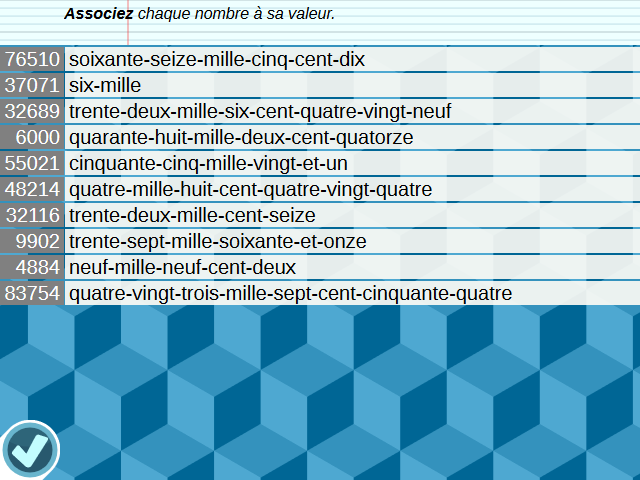 Associez chaque nombre à sa valeur.
76510 soixante-seize-mille-cinq-cent-dix
37071 six-mille
32689 trente-deux-mille-six-cent-quatre-vingt-neuf
6000 quarante-huit-mille-deux-cent-quatorze
55021 cinquante-cinq-mille-vingt-et-un
48214 quatre-mille-huit-cent-quatre-vingt-quatre
32116 trente-deux-mille-cent-seize
9902 trente-sept-mille-soixante-et-onze
4884 neuf-mille-neuf-cent-deux
83754 quatre-vingt-trois-mille-sept-cent-cinquante-quatre